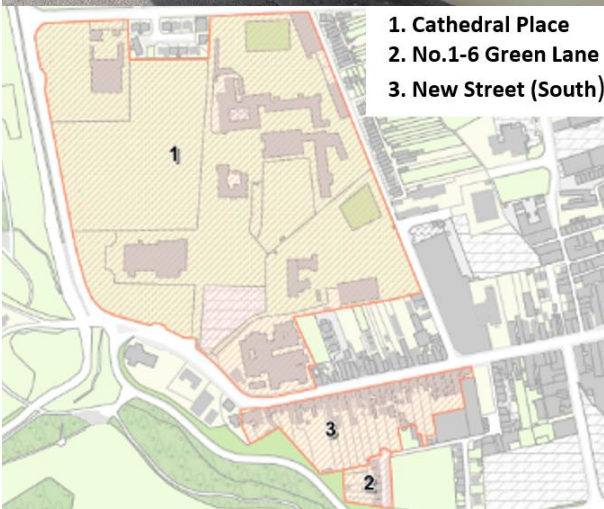 1. Cathedral Place
2. No.1-6 Green Lane
3. New Street (South)
1
3
2